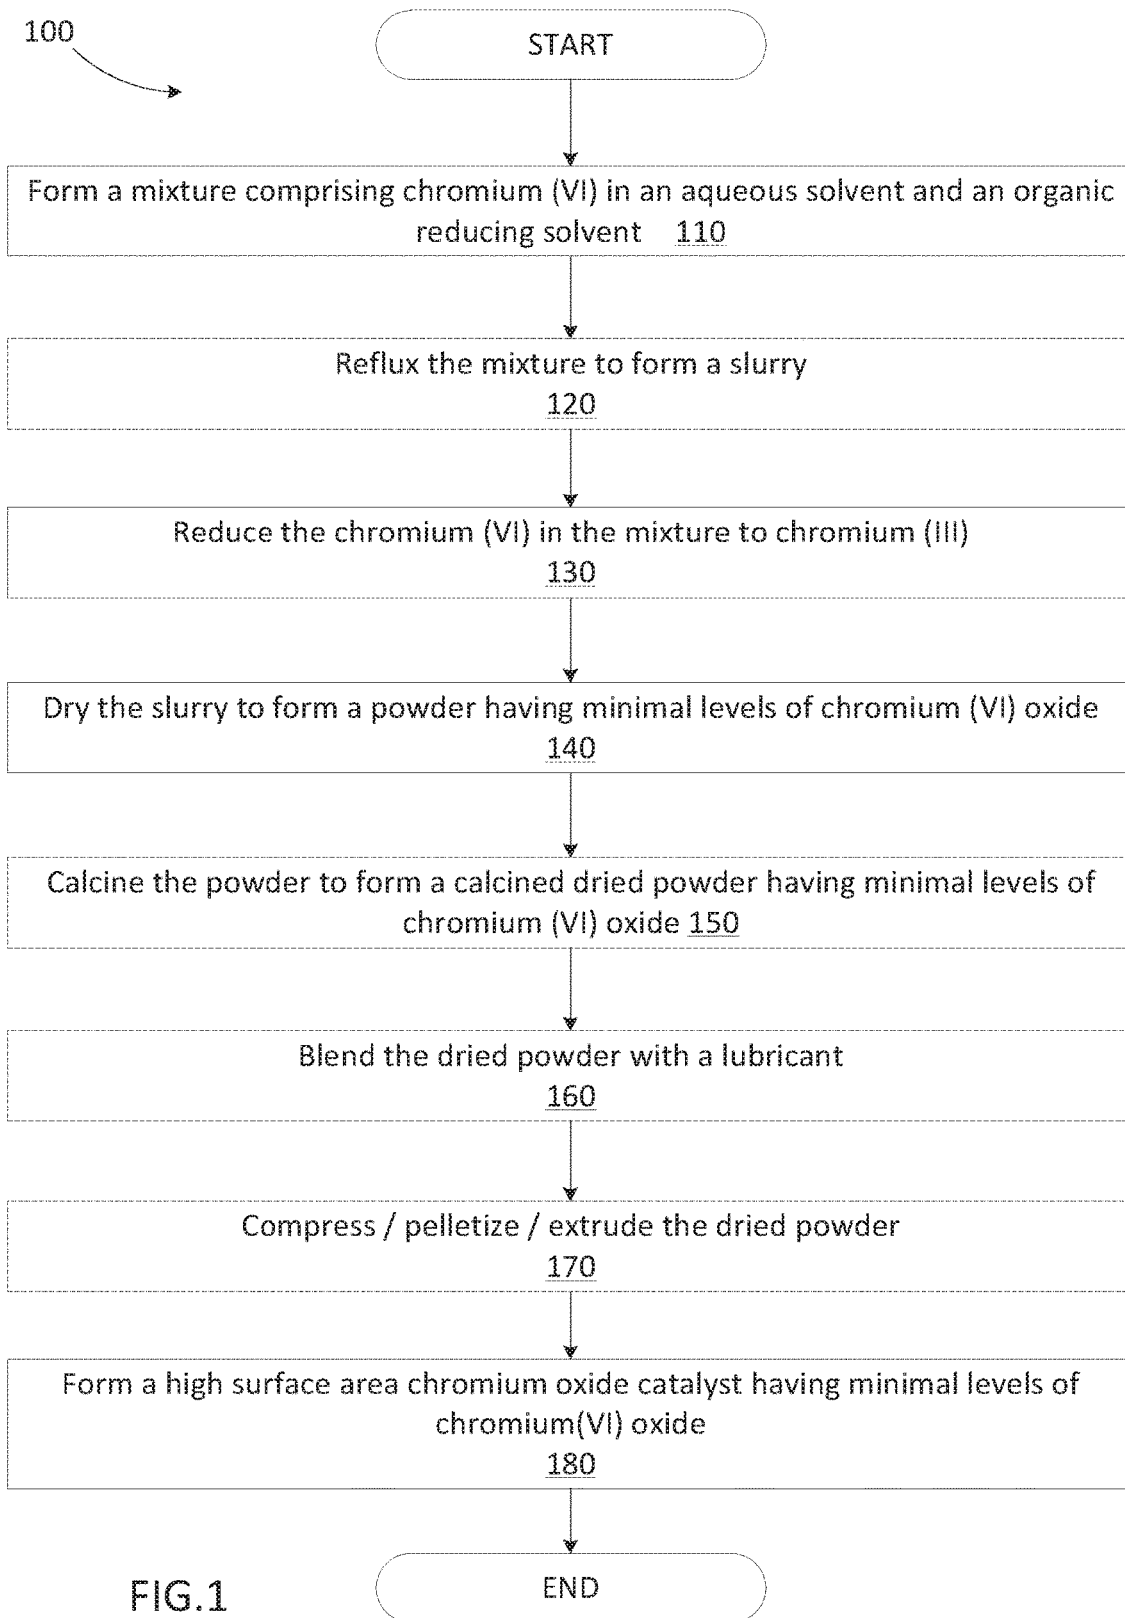 100
START
Form a mixture comprising chromium (VI) in an aqueous solvent and an organic
reducing solvent 110
Reflux the mixture to form a slurry
120
Reduce the chromium (VI) in the mixture to chromium (III)
130
Dry the slurry to form a powder having minimal levels of chromium (VI) oxide
140
Calcine the powder to form a calcined dried powder having minimal levels of
chromium (VI) oxide 150
Blend the dried powder with a lubricant
160
Compress / pelletize / extrude the dried powder
170
Form a high surface area chromium oxide catalyst having minimal levels of
chromium(VI) oxide
180
END
FIG.1